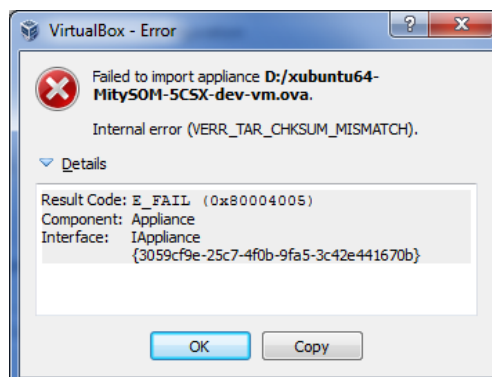 VirtualBox - Error
?
Failed to import appliance D:/xubuntu64-
MitySOM-5CSX-dev-vm.ova.
Internal error (VERR_TAR_CHKSUM_MISMATCH).
Details
Result Code: E_FAIL (0x80004005)
Component: Appliance
Interface: IAppliance
{3059cf9e-25c7-4f0b-9fa5-3c42e441670b}
OK
Copy